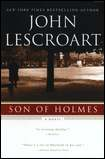 NEW YORK TIMES BESTSELLING AUTHOR
JOHN
LESCROART
SON OF HOLMES
A NOVEL